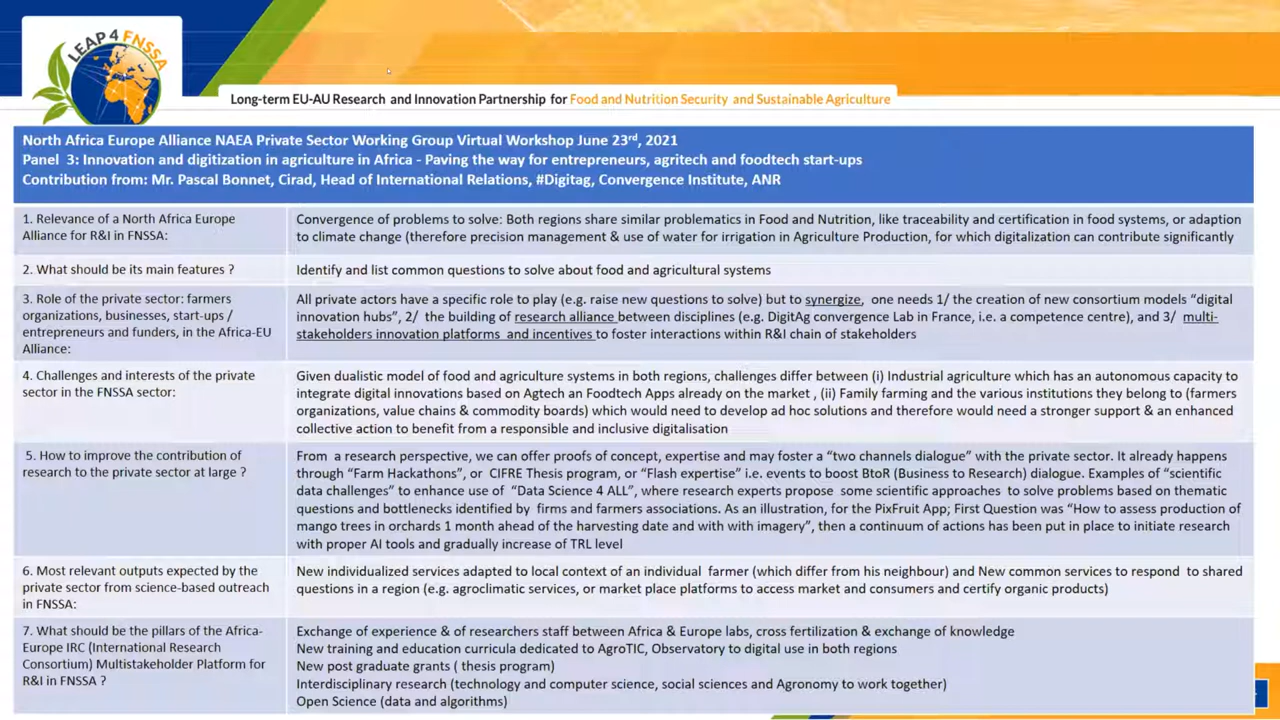 LEAP 4 FNSSA
Long-term EU-AU Research and Innovation Partnership for Food and Nutrition Security and Sustainable Agriculture
North Africa Europe Alliance NAEA Private Sector Working Group Virtual Workshop June 23rd, 2021
Panel 3: Innovation and digitization in agriculture in Africa - Paving the way for entrepreneurs, agritech and foodtech start-ups
Contribution from: Mr. Pascal Bonnet, Cirad, Head of International Relations, #Digitag, Convergence Institute, ANR
1. Relevance of a North Africa Europe
Alliance for R&I in FNSSA:
Convergence of problems to solve: Both regions share similar problematics in Food and Nutrition, like traceability and certification in food systems, or adaption
to climate change (therefore precision management & use of water for irrigation in Agriculture Production, for which digitalization can contribute significantly
2. What should be its main features ?
Identify and list common questions to solve about food and agricultural systems
3. Role of the private sector: farmers
organizations, businesses, start-ups /
entrepreneurs and funders, in the Africa-EU
Alliance:
All private actors have a specific role to play (e.g. raise new questions to solve) but to synergize, one needs 1/ the creation of new consortium models “digital
innovation hubs”, 2/ the building of research alliance between disciplines (e.g. DigitAg convergence Lab in France, i.e. a competence centre), and 3/ multi-
stakeholders innovation platforms and incentives to foster interactions within R&I chain of stakeholders
4. Challenges and interests of the private
sector in the FNSSA sector:
Given dualistic model of food and agriculture systems in both regions, challenges differ between (i) Industrial agriculture which has an autonomous capacity to
integrate digital innovations based on Agtech an Foodtech Apps already on the market , (ii) Family farming and the various institutions they belong to (farmers
organizations, value chains & commodity boards) which would need to develop ad hoc solutions and therefore would need a stronger support & an enhanced
collective action to benefit from a responsible and inclusive digitalisation
5. How to improve the contribution of
research to the private sector at large ?
From a research perspective, we can offer proofs of concept, expertise and may foster a “two channels dialogue” with the private sector. It already happens
through “Farm Hackathons”, or CIFRE Thesis program, or “Flash expertise” i.e. events to boost BtoR (Business to Research) dialogue. Examples of “scientific
data challenges” to enhance use of “Data Science 4 ALL”, where research experts propose some scientific approaches to solve problems based on thematic
questions and bottlenecks identified by firms and farmers associations. As an illustration, for the PixFruit App; First Question was “How to assess production of
mango trees in orchards 1 month ahead of the harvesting date and with with imagery”, then a continuum of actions has been put in place to initiate research
with proper AI tools and gradually increase of TRL level
6. Most relevant outputs expected by the
private sector from science-based outreach
in FNSSA:
New individualized services adapted to local context of an individual farmer (which differ from his neighbour) and New common services to respond to shared
questions in a region (e.g. agroclimatic services, or market place platforms to access market and consumers and certify organic products)
7. What should be the pillars of the Africa-
Europe IRC (International Research
Consortium) Multistakeholder Platform for
R&I in FNSSA ?
Exchange of experience & of researchers staff between Africa & Europe labs, cross fertilization & exchange of knowledge
New training and education curricula dedicated to AgroTIC, Observatory to digital use in both regions
New post graduate grants ( thesis program)
Interdisciplinary research (technology and computer science, social sciences and Agronomy to work together)
Open Science (data and algorithms)